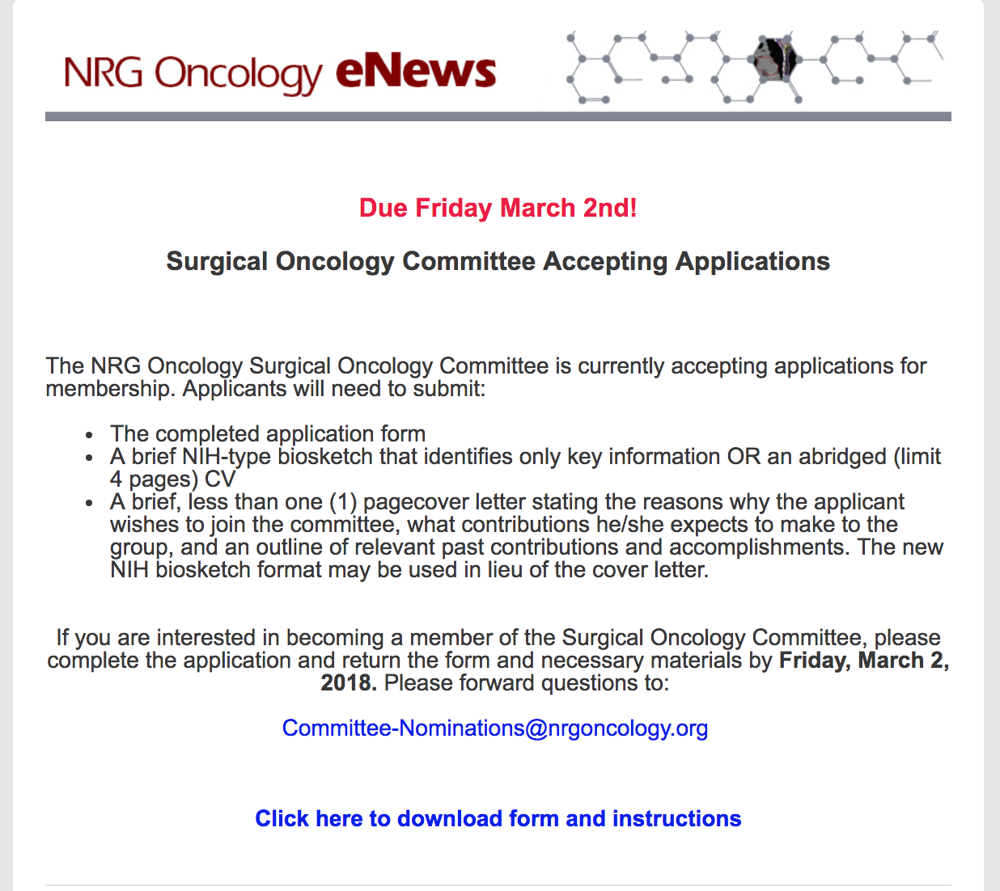 NRG Oncology eNews
Due Friday March 2nd!
Surgical Oncology Committee Accepting Applications
The NRG Oncology Surgical Oncology Committee is currently accepting applications for
membership. Applicants will need to submit:
• The completed application form
• A brief NIH-type biosketch that identifies only key information OR an abridged (limit
4 pages) CV
• A brief, less than one (1) pagecover letter stating the reasons why the applicant
wishes to join the committee, what contributions he/she expects to make to the
group, and an outline of relevant past contributions and accomplishments. The new
NIH biosketch format may be used in lieu of the cover letter.
If you are interested in becoming a member of the Surgical Oncology Committee, please
complete the application and return the form and necessary materials by Friday, March 2,
2018. Please forward questions to:
Committee-Nominations@nrgoncology.org
Click here to download form and instructions